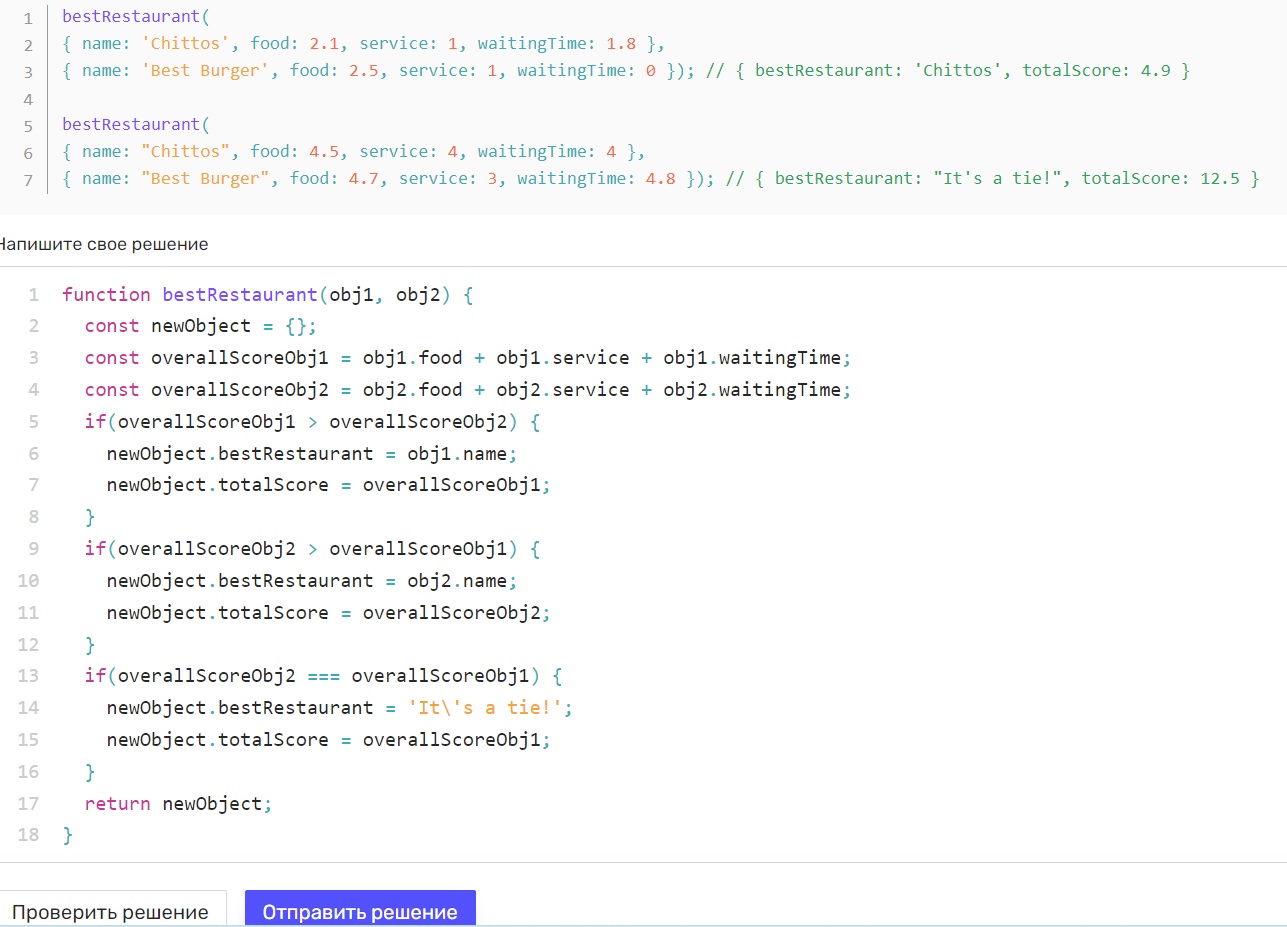 1 bestRestaurant(
2 { name: 'Chittos', food: 2.1, service: 1, waitingTime: 1.8 },
3 { name: 'Best Burger', food: 2.5, service: 1, waitingTime: 0 }); // { bestRestaurant: 'Chittos', totalScore: 4.9 }
4
5 bestRestaurant(
6 { name: "Chittos", food: 4.5, service: 4, waitingTime: 4 },
7 { name: "Best Burger", food: 4.7, service: 3, waitingTime: 4.8 }); // { bestRestaurant: "It's a tie!", totalScore: 12.5 }
Напишите свое решение
1 function bestRestaurant(obj1, obj2) {
2 const newObject = {};
3 const overallScoreObj1 = obj1.food + obj1.service + obj1.waitingTime;
4 const overallScoreObj2 = obj2.food + obj2.service + obj2.waitingTime;
5 if(overallScoreObj1 > overallScoreObj2) {
6 newObject.bestRestaurant = obj1.name;
7 newObject.totalScore = overallScoreObj1;
8 }
9 if(overallScoreObj2 > overallScoreObj1) {
10 newObject.bestRestaurant = obj2.name;
11 newObject.totalScore = overallScoreObj2;
12 }
13 if(overallScoreObj2 === overallScoreObj1) {
14 newObject.bestRestaurant = 'It\'s a tie!';
15 newObject.totalScore = overallScoreObj1;
16 }
17 return newObject;
18 }
Проверить решение Отправить решение